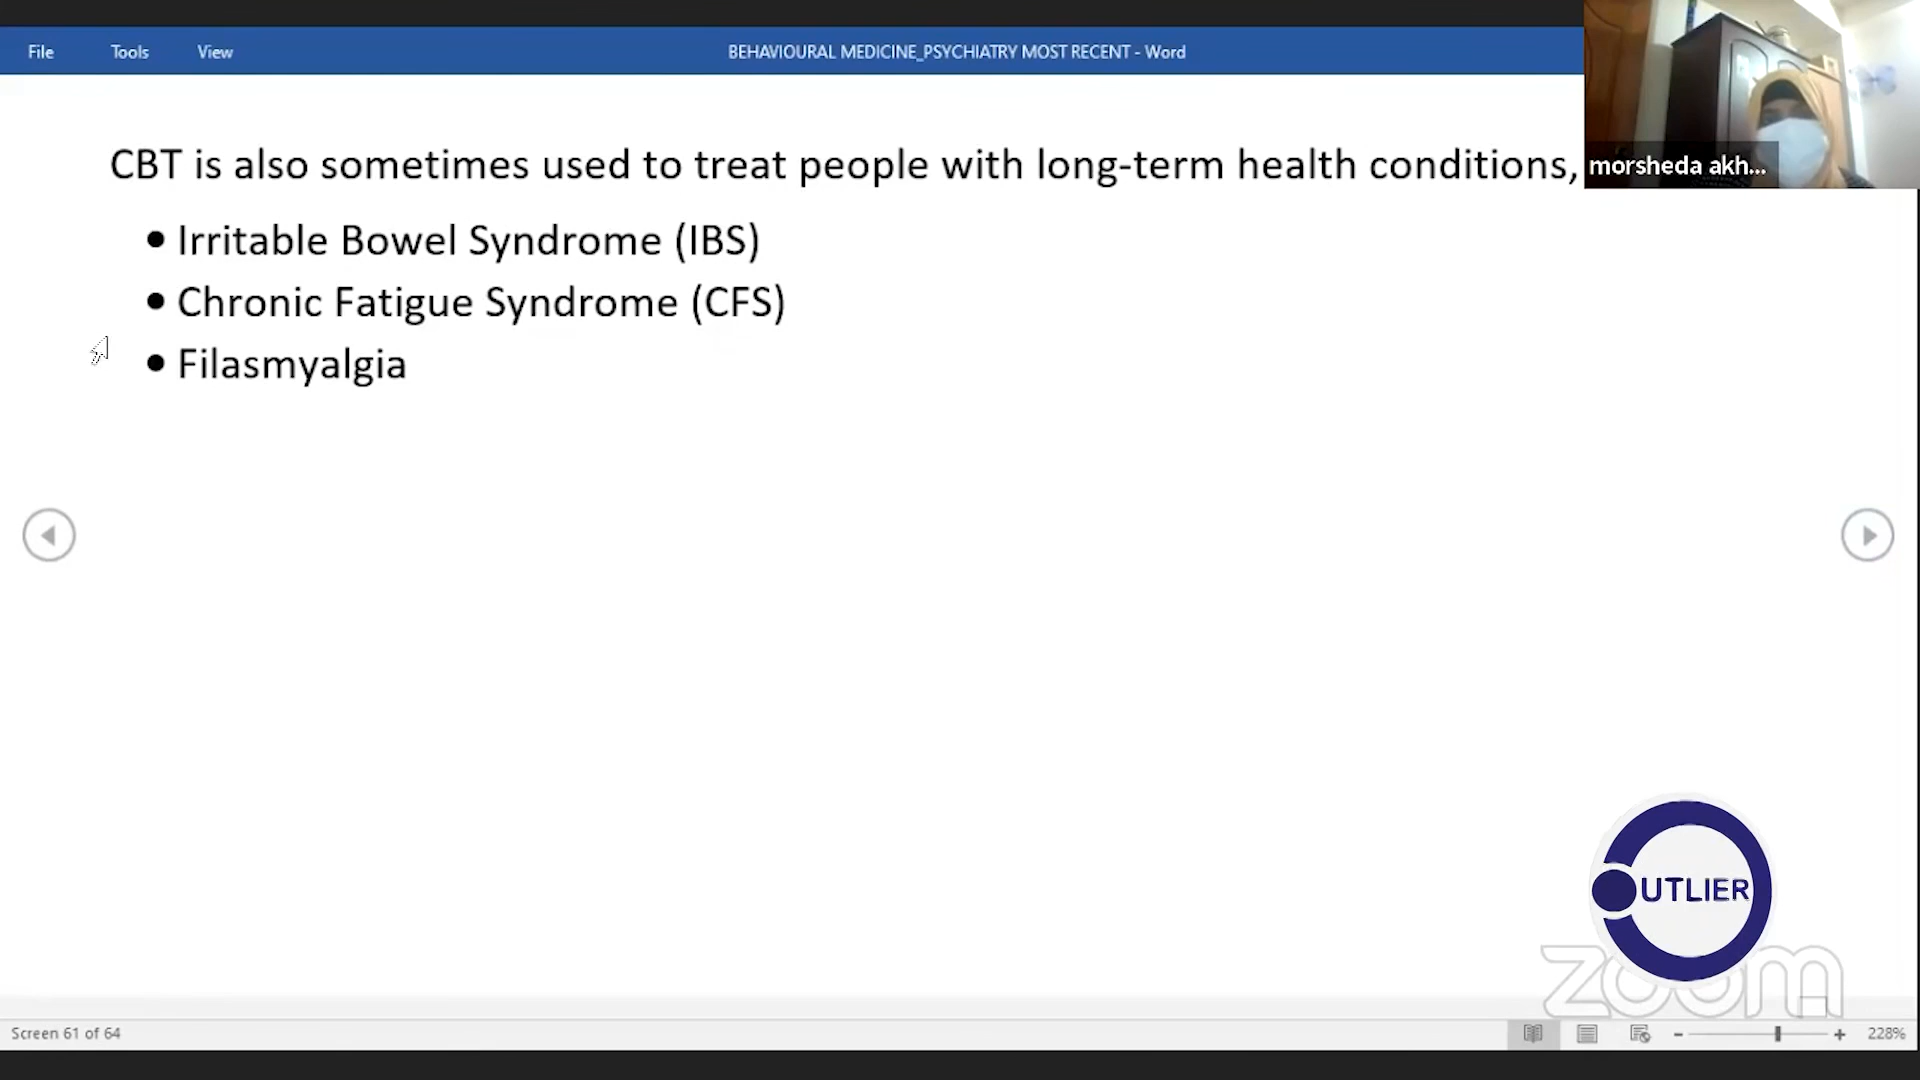 File Tools View BEHAVIOURAL MEDICINE_PSYCHIATRY MOST RECENT - Word
CBT is also sometimes used to treat people with long-term health conditions,
morsheda akh...
• Irritable Bowel Syndrome (IBS)
• Chronic Fatigue Syndrome (CFS)
• Filasmyalgia
UTLIER
zoom
Screen 61 of 64
228%